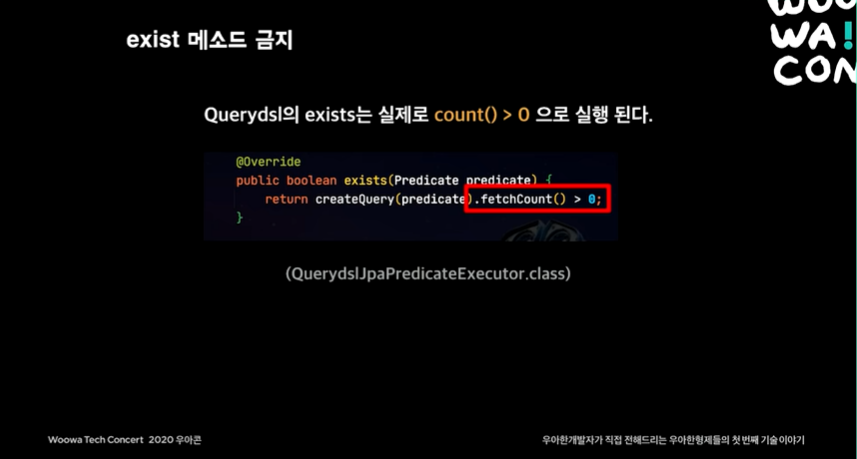 WOO
WA!
CON
exist 메소드 금지
Querydsl의 exists는 실제로 count() > 0 으로 실행 된다.
@Override
public boolean exists(Predicate predicate) {
return createQuery(predicate).fetchCount() > 0;
}
(QuerydslJpaPredicateExecutor.class)
Woowa Tech Concert 2020 우아콘
우아한개발자가 직접 전해드리는 우아한형제들의 첫 번째 기술이야기